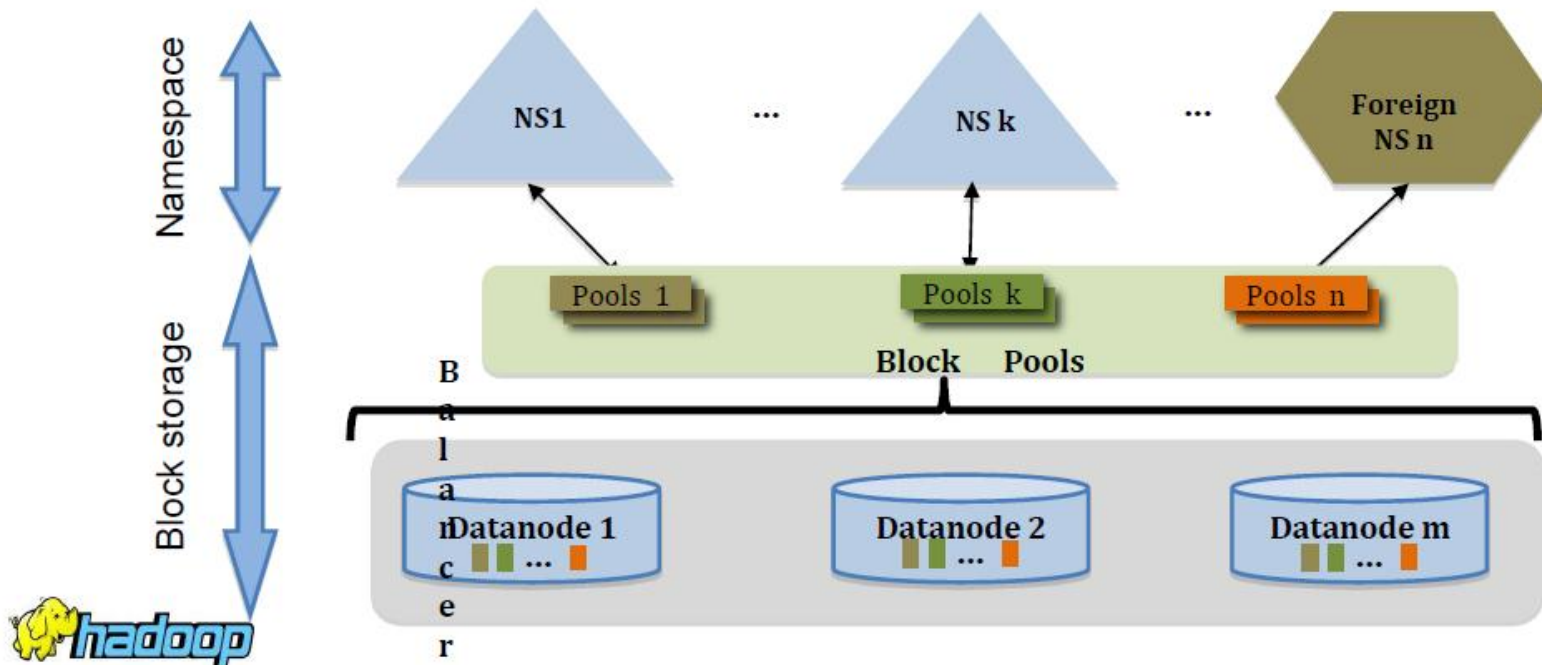 Namespace
NS1
...
NS k
...
Foreign
NS n
Block storage
Pools 1
Pools k
Pools n
Block Pools
Balancer
Datanode 1
...
Datanode 2
...
Datanode m
...
hadoop